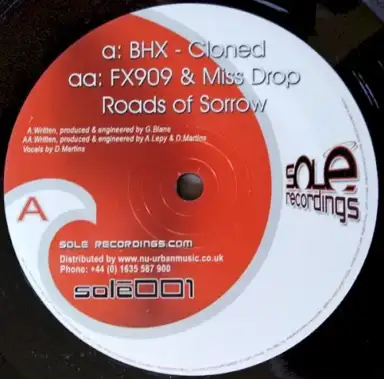 a: BHX - Cloned
aa: FX909 & Miss Drop
Roads of Sorrow
A Written, produced & engineered by G.Blane
AA Written, produced & engineered by A.Lepy & D.Martins
Vocals by D.Martins
A
solé
recordings
SOLE RECORDINGS.COM
Distributed by www.nu-urbanmusic.co.uk
Phone: +44 (0) 1635 587 900
sole001